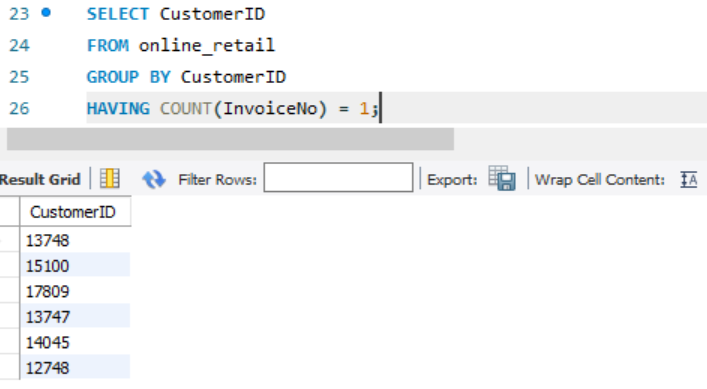 23 SELECT CustomerID
24 FROM online_retail
25 GROUP BY CustomerID
26 HAVING COUNT(InvoiceNo) = 1;
Result Grid Filter Rows: Export: Wrap Cell Content: IA
CustomerID
13748
15100
17809
13747
14045
12748